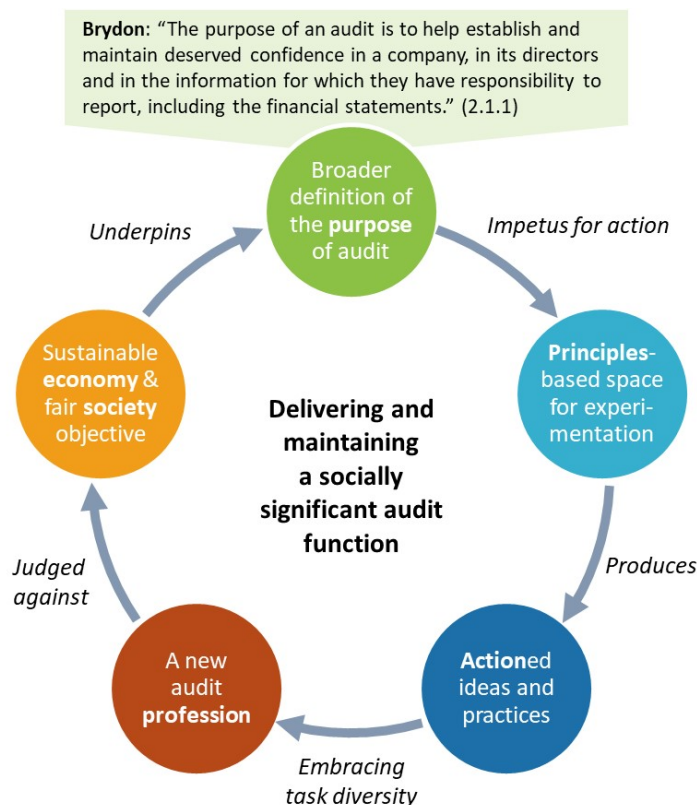 Brydon: “The purpose of an audit is to help establish and
maintain deserved confidence in a company, in its directors
and in the information for which they have responsibility to
report, including the financial statements.” (2.1.1)
Broader
definition of
the purpose
of audit
Impetus for action
Principles-
based space
for experi-
mentation
Produces
Actioned
ideas and
practices
Embracing
task diversity
A new
audit
profession
Judged
against
Sustainable
economy &
fair society
objective
Underpins
Delivering and
maintaining
a socially
significant audit
function